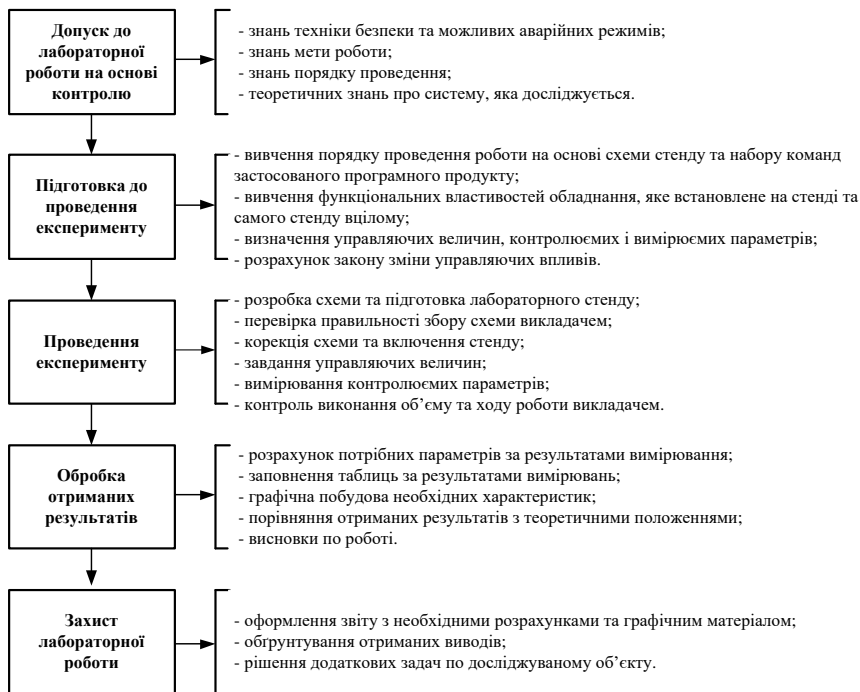 Допуск до
лабораторної
роботи на основі
контролю
- знань техніки безпеки та можливих аварійних режимів;
- знань мети роботи;
- знань порядку проведення;
- теоретичних знань про систему, яка досліджується.
Підготовка до
проведення
експерименту
- вивчення порядку проведення роботи на основі схеми стенду та набору команд
застосованого програмного продукту;
- вивчення функціональних властивостей обладнання, яке встановлене на стенді та
самого стенду вцілому;
- визначення управляючих величин, контролюємих і вимірюємих параметрів;
- розрахунок закону зміни управляючих впливів.
Проведення
експерименту
- розробка схеми та підготовка лабораторного стенду;
- перевірка правильності збору схеми викладачем;
- корекція схеми та включення стенду;
- завдання управляючих величин;
- вимірювання контролюємих параметрів;
- контроль виконання об’єму та ходу роботи викладачем.
Обробка
отриманих
результатів
- розрахунок потрібних параметрів за результатами вимірювання;
- заповнення таблиць за результатами вимірювань;
- графічна побудова необхідних характеристик;
- порівняння отриманих результатів з теоретичними положеннями;
- висновки по роботі.
Захист
лабораторної
роботи
- оформлення звіту з необхідними розрахунками та графічним матеріалом;
- обґрунтування отриманих виводів;
- рішення додаткових задач по досліджуваному об’єкту.